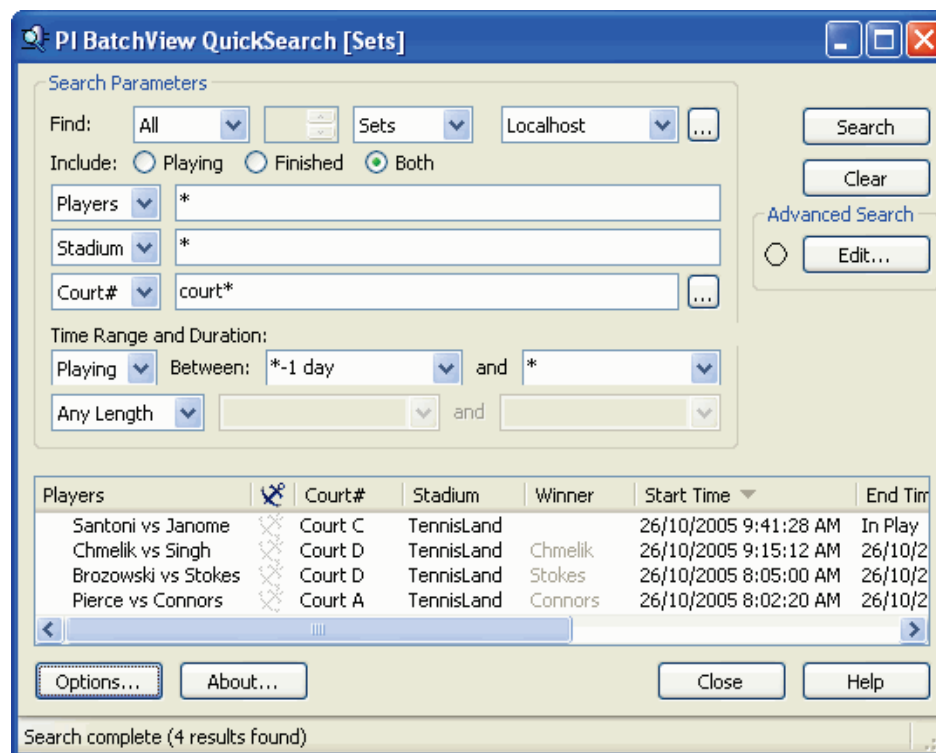 PI BatchView QuickSearch [Sets]
Search Parameters
Find: All Sets Localhost ...
Search
Include: Playing Finished Both
Clear
Players *
Advanced Search
Stadium *
Edit...
Court# court* ...
Time Range and Duration:
Playing Between: *-1 day and *
Any Length and
Players Court# Stadium Winner Start Time End Tim
Santoni vs Janome Court C TennisLand 26/10/2005 9:41:28 AM In Play
Chmelik vs Singh Court D TennisLand Chmelik 26/10/2005 9:15:12 AM 26/10/2
Brozowski vs Stokes Court D TennisLand Stokes 26/10/2005 8:05:00 AM 26/10/2
Pierce vs Connors Court A TennisLand Connors 26/10/2005 8:02:20 AM 26/10/2
Options... About... Close Help
Search complete (4 results found)